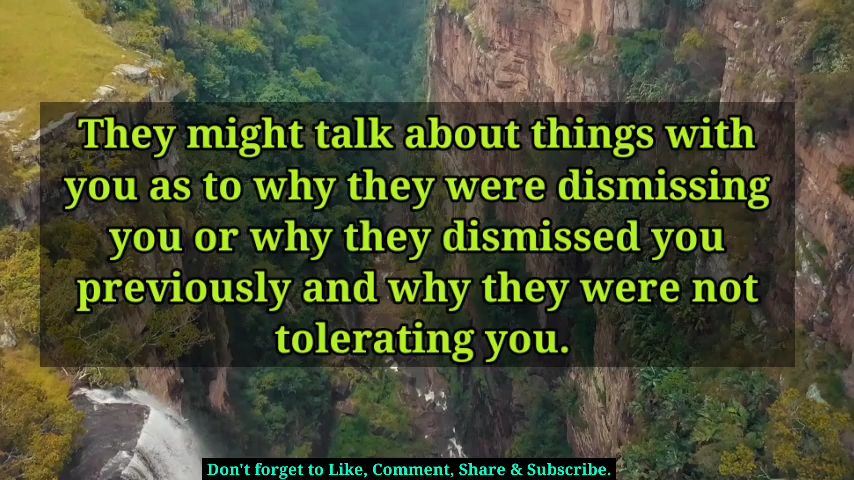 They might talk about things with
you as to why they were dismissing
you or why they dismissed you
previously and why they were not
tolerating you.
Don't forget to Like, Comment, Share & Subscribe.